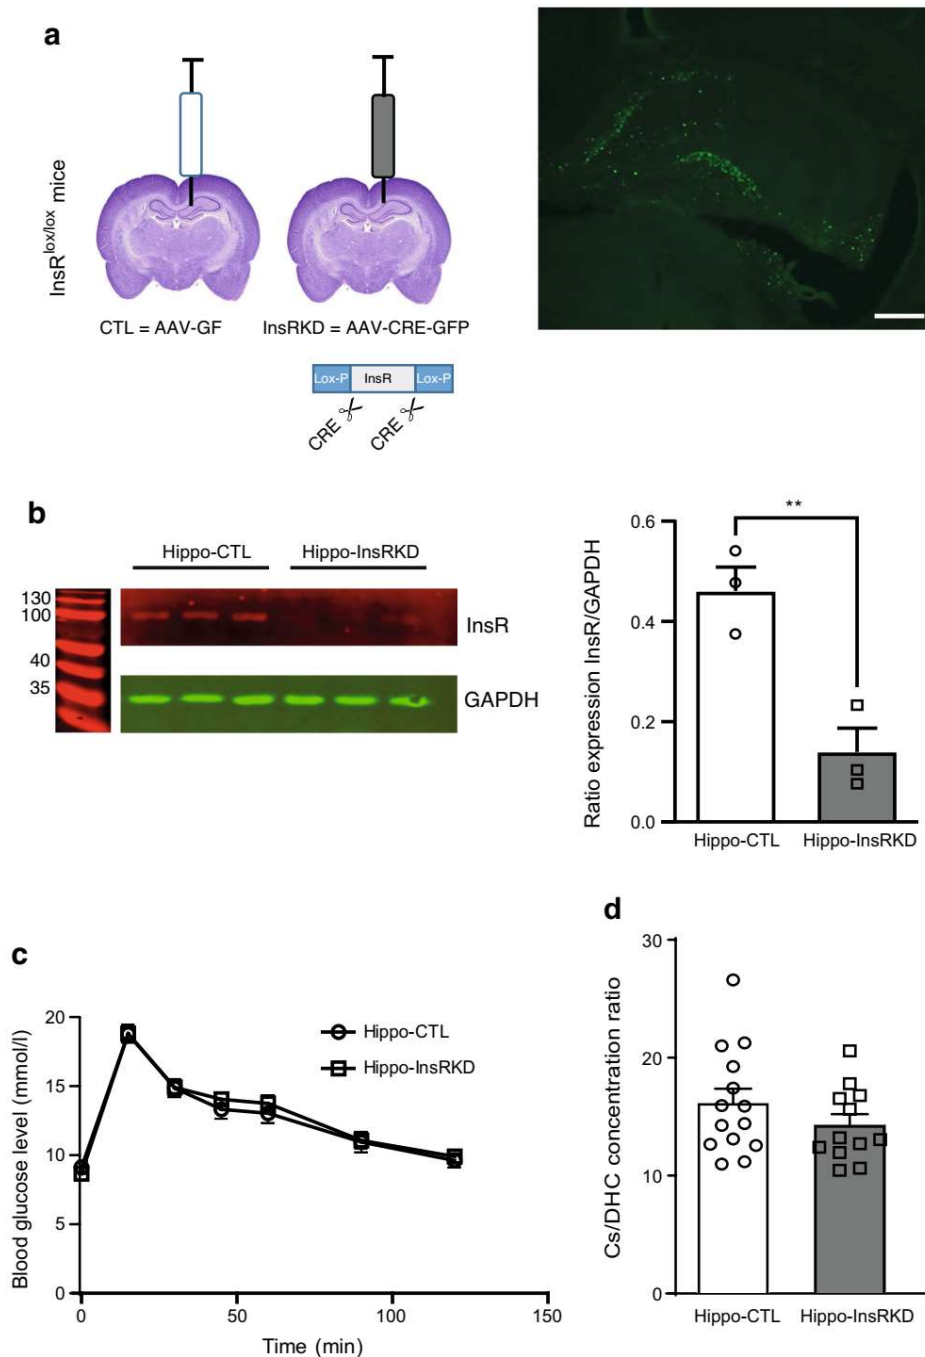 a
InsR^lox/lox mice
CTL = AAV-GF
InsRKD = AAV-CRE-GFP
Lox-P InsR Lox-P
CRE CRE
b
Hippo-CTL Hippo-InsRKD
130
100
40
35
InsR
GAPDH
Ratio expression InsR/GAPDH
0.6
0.4
0.2
0.0
**
Hippo-CTL Hippo-InsRKD
c
Blood glucose level (mmol/l)
20
15
10
5
0
0 50 100 150
Time (min)
Hippo-CTL
Hippo-InsRKD
d
Cs/DHC concentration ratio
30
20
10
0
Hippo-CTL Hippo-InsRKD